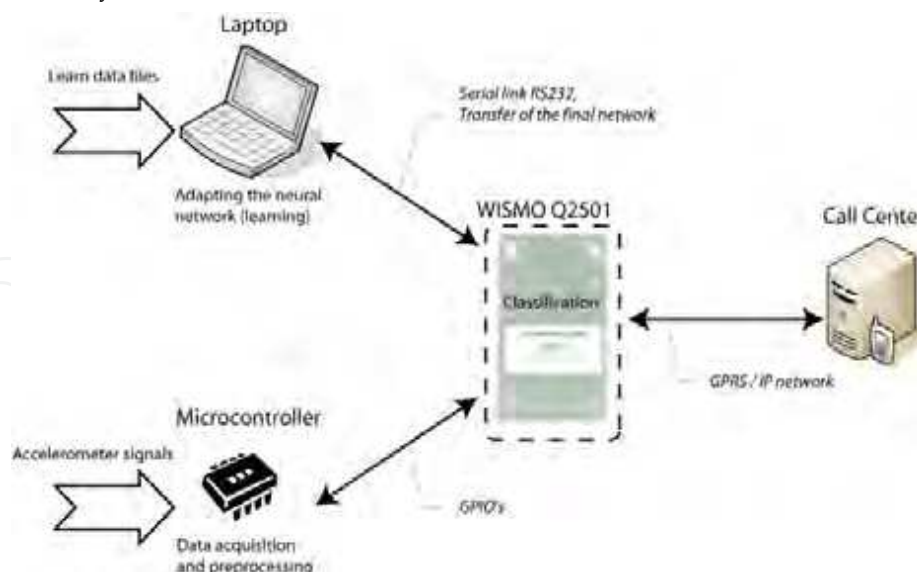 Laptop
Learn data files
Serial link RS232,
Transfer of the final network
Adapting the neural
network (learning)
WISMO Q2501
Call Cente
Classification
GPRS / IP network
Microcontroller
Accelerometer signals
GPIO's
Data acquisition
and preprocessing